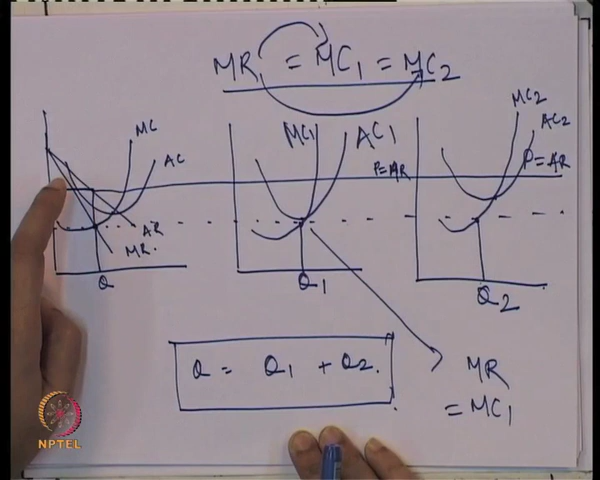 MR = MC1 = MC2
MC
AC
AR
MR.
Q
MC1
AC1
P=AR
Q1
MC2
AC2
P=AR
Q2
Q = Q1 + Q2.
MR
= MC1
NPTEL